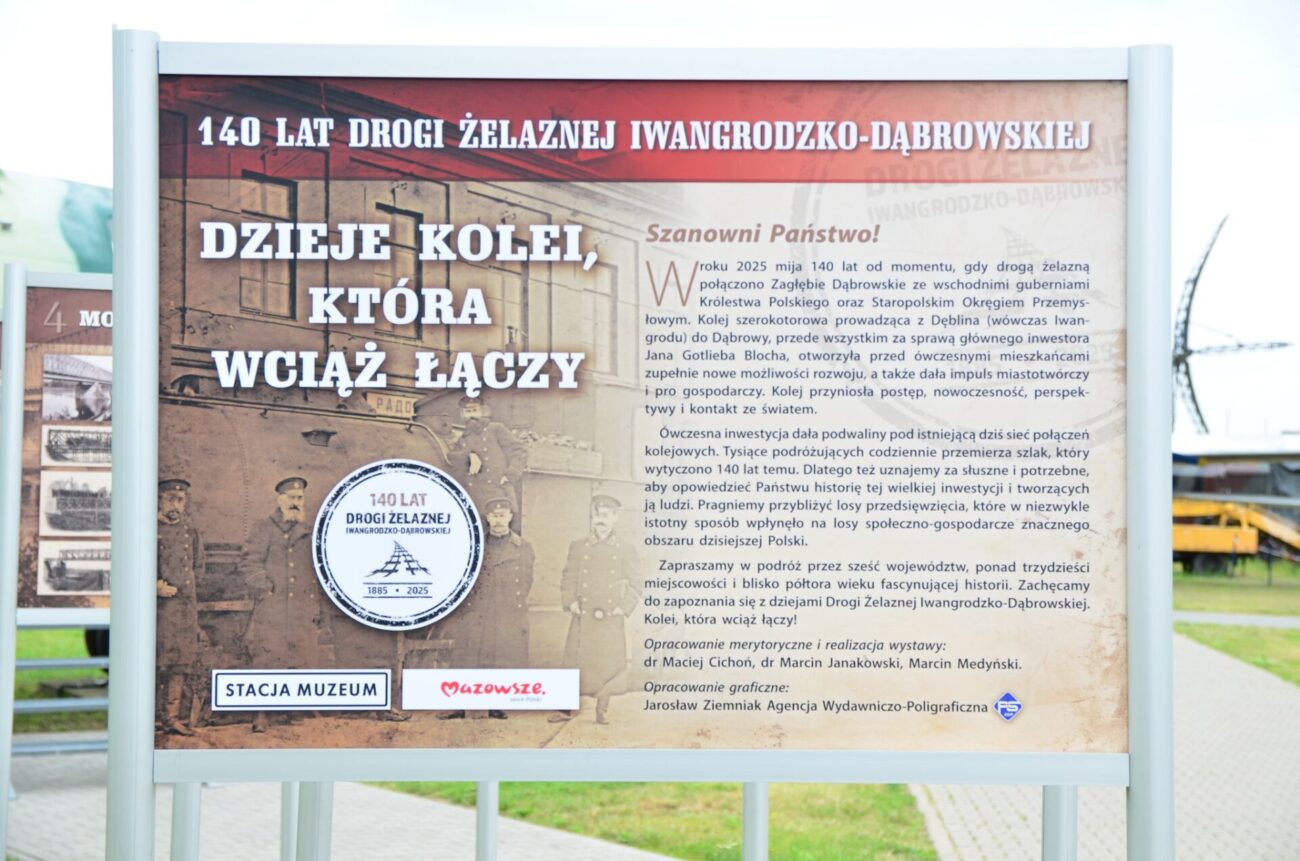 140 LAT DROGI ŻELAZNEJ IWANGRODZKO-DĄBROWSKIEJ
DZIEJE KOLEI,
KTÓRA
WCIĄŻ ŁĄCZY
140 LAT
DROGI ŻELAZNEJ
IWANGRODZKO-DĄBROWSKIEJ
1885 • 2025
STACJA MUZEUM
Mazowsze.
serce Polski
Szanowni Państwo!
W roku 2025 mija 140 lat od momentu, gdy drogą żelazną
połączono Zagłębie Dąbrowskie ze wschodnimi guberniami
Królestwa Polskiego oraz Staropolskim Okręgiem Przemys-
łowym. Kolej szerokotorowa prowadząca z Dęblina (wówczas Iwan-
grodu) do Dąbrowy, przede wszystkim za sprawą głównego inwestora
Jana Gotlieba Blocha, otworzyła przed ówczesnymi mieszkańcami
zupełnie nowe możliwości rozwoju, a także dała impuls miastotwórczy
i pro gospodarczy. Kolej przyniosła postęp, nowoczesność, perspek-
tywy i kontakt ze światem.
Ówczesna inwestycja dała podwaliny pod istniejącą dziś sieć połączeń
kolejowych. Tysiące podróżujących codziennie przemierza szlak, który
wytyczono 140 lat temu. Dlatego też uznajemy za słuszne i potrzebne,
aby opowiedzieć Państwu historię tej wielkiej inwestycji i tworzących
ją ludzi. Pragniemy przybliżyć losy przedsięwzięcia, które w niezwykle
istotny sposób wpłynęło na losy społeczno-gospodarcze znacznego
obszaru dzisiejszej Polski.
Zapraszamy w podróż przez sześć województw, ponad trzydzieści
miejscowości i blisko półtora wieku fascynującej historii. Zachęcamy
do zapoznania się z dziejami Drogi Żelaznej Iwangrodzko-Dąbrowskiej.
Kolei, która wciąż łączy!
Opracowanie merytoryczne i realizacja wystawy:
dr Maciej Cichoń, dr Marcin Janakowski, Marcin Medyński.
Opracowanie graficzne:
Jarosław Ziemniak Agencja Wydawniczo-Poligraficzna
DROGI ŻELAZNE
IWANGRODZKO-DĄBROWSK
РАДО
4 MO